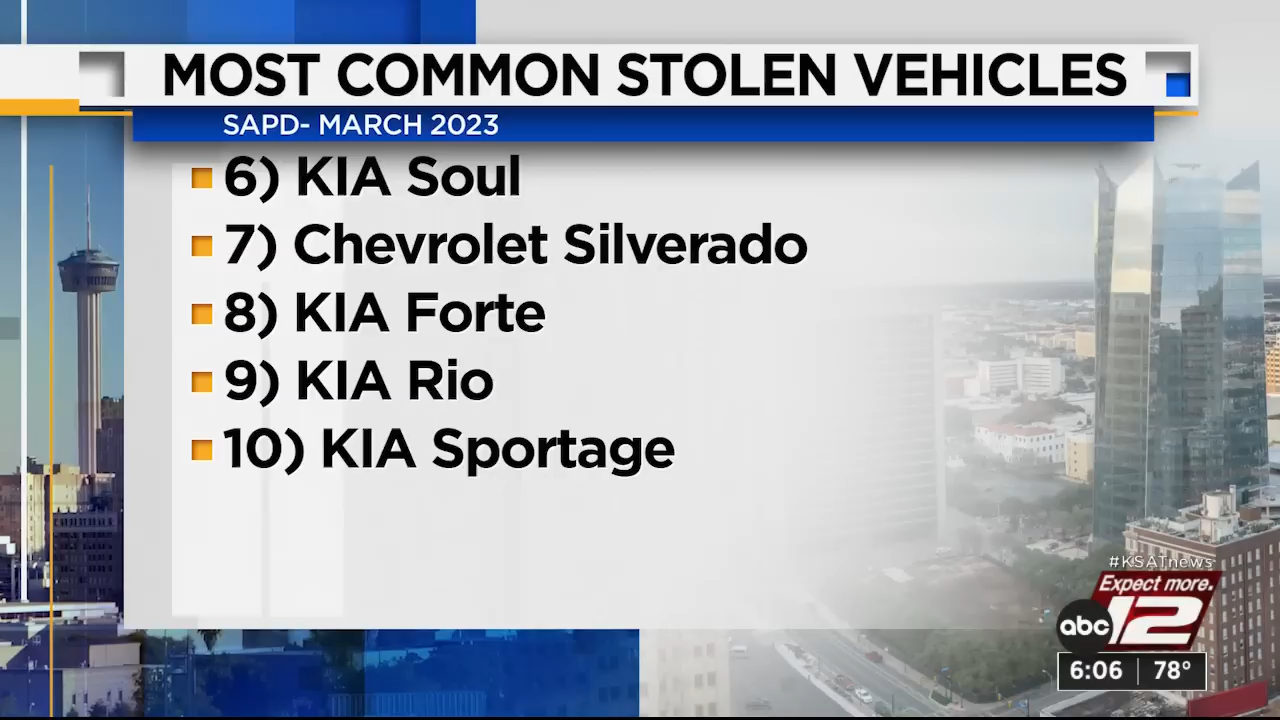 MOST COMMON STOLEN VEHICLES
SAPD- MARCH 2023
6) KIA Soul
7) Chevrolet Silverado
8) KIA Forte
9) KIA Rio
10) KIA Sportage
#KSATnews
Expect more.
abc 12
6:06 78°